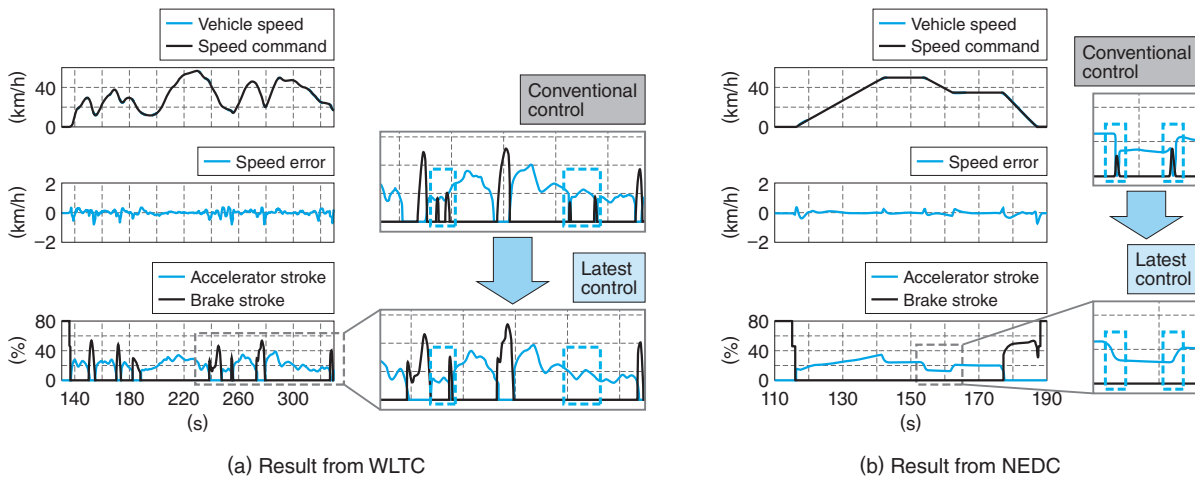 Vehicle speed
Speed command
40
0
(km/h)
Speed error
2
0
−2
(km/h)
Accelerator stroke
Brake stroke
80
40
0
(%)
140 180 220 260 300
(s)
Conventional
control
Latest
control
(a) Result from WLTC
(b)
Vehicle speed
Speed command
40
0
(km/h)
Speed error
2
0
−2
(km/h)
Accelerator stroke
Brake stroke
80
40
0
(%)
110 130 150 170 190
(s)
Conventional
control
Latest
control
(b) Result from NEDC